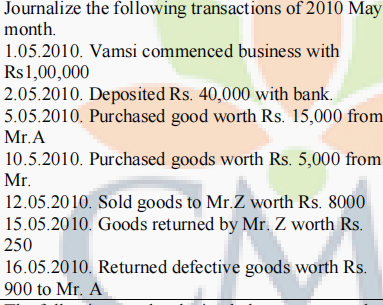 Journalize the following transactions of 2010 May
month.
1.05.2010. Vamsi commenced business with
Rs1,00,000
2.05.2010. Deposited Rs. 40,000 with bank.
5.05.2010. Purchased good worth Rs. 15,000 from
Mr.A
10.5.2010. Purchased goods worth Rs. 5,000 from
Mr.
12.05.2010. Sold goods to Mr.Z worth Rs. 8000
15.05.2010. Goods returned by Mr. Z worth Rs.
250
16.05.2010. Returned defective goods worth Rs.
900 to Mr. A
CM